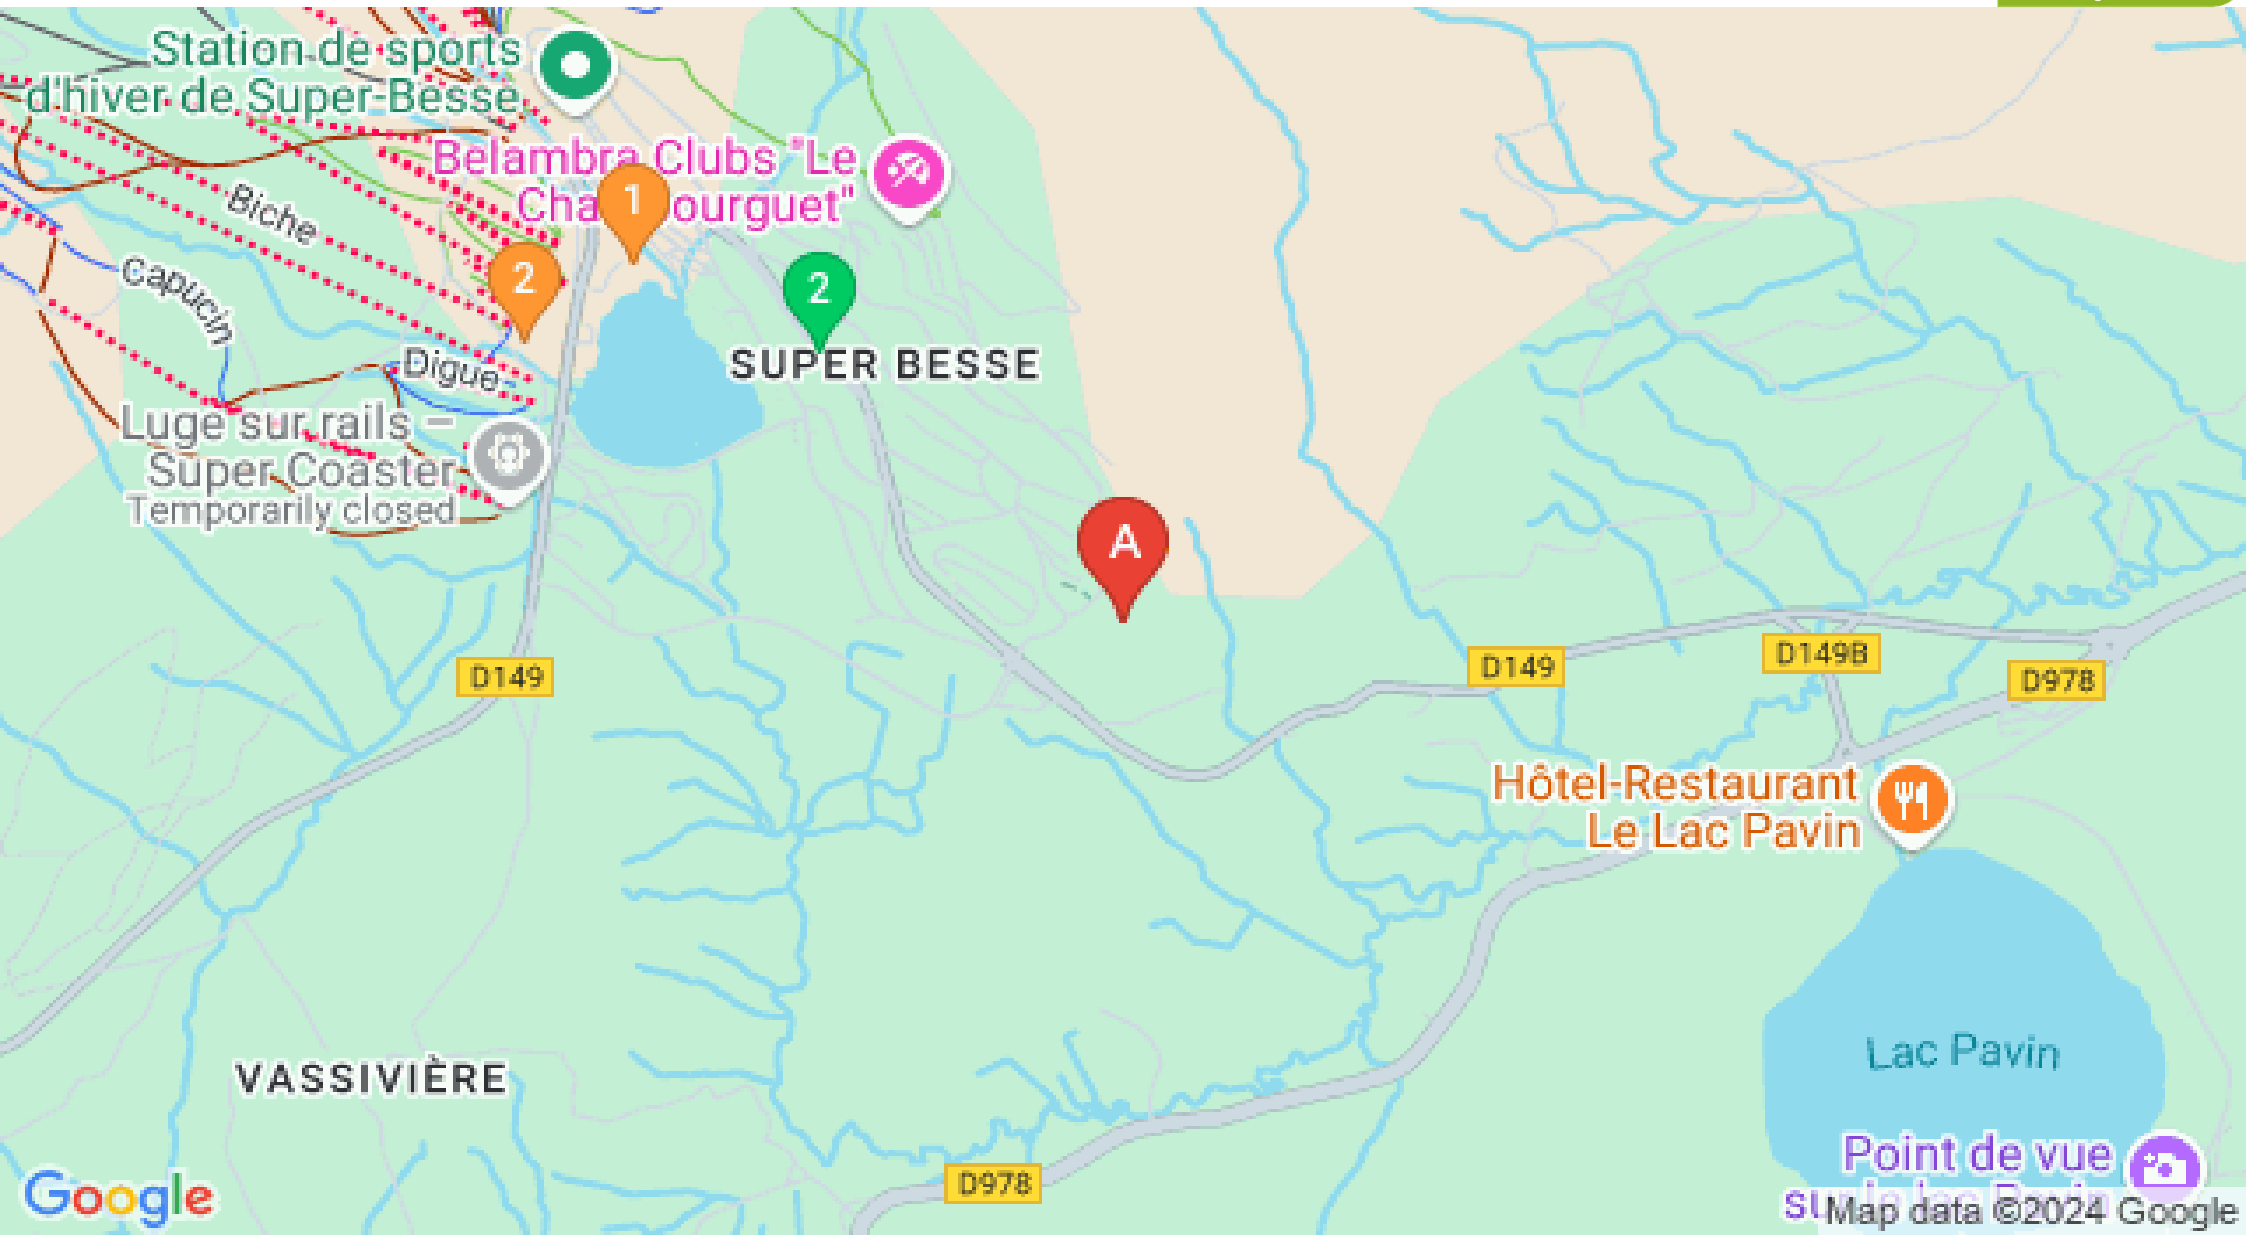 Station de sports
d'hiver de Super-Besse
Belambra Clubs "Le
1
2
Biche
Capucin
2
SUPER BESSE
Digue
Luge sur rails –
Super Coaster
Temporarily closed
A
D149
D149
D149B
D978
Hôtel-Restaurant
Le Lac Pavin
Lac Pavin
VASSIVIÈRE
Point de vue
D978
Google
Map data ©2024 Google